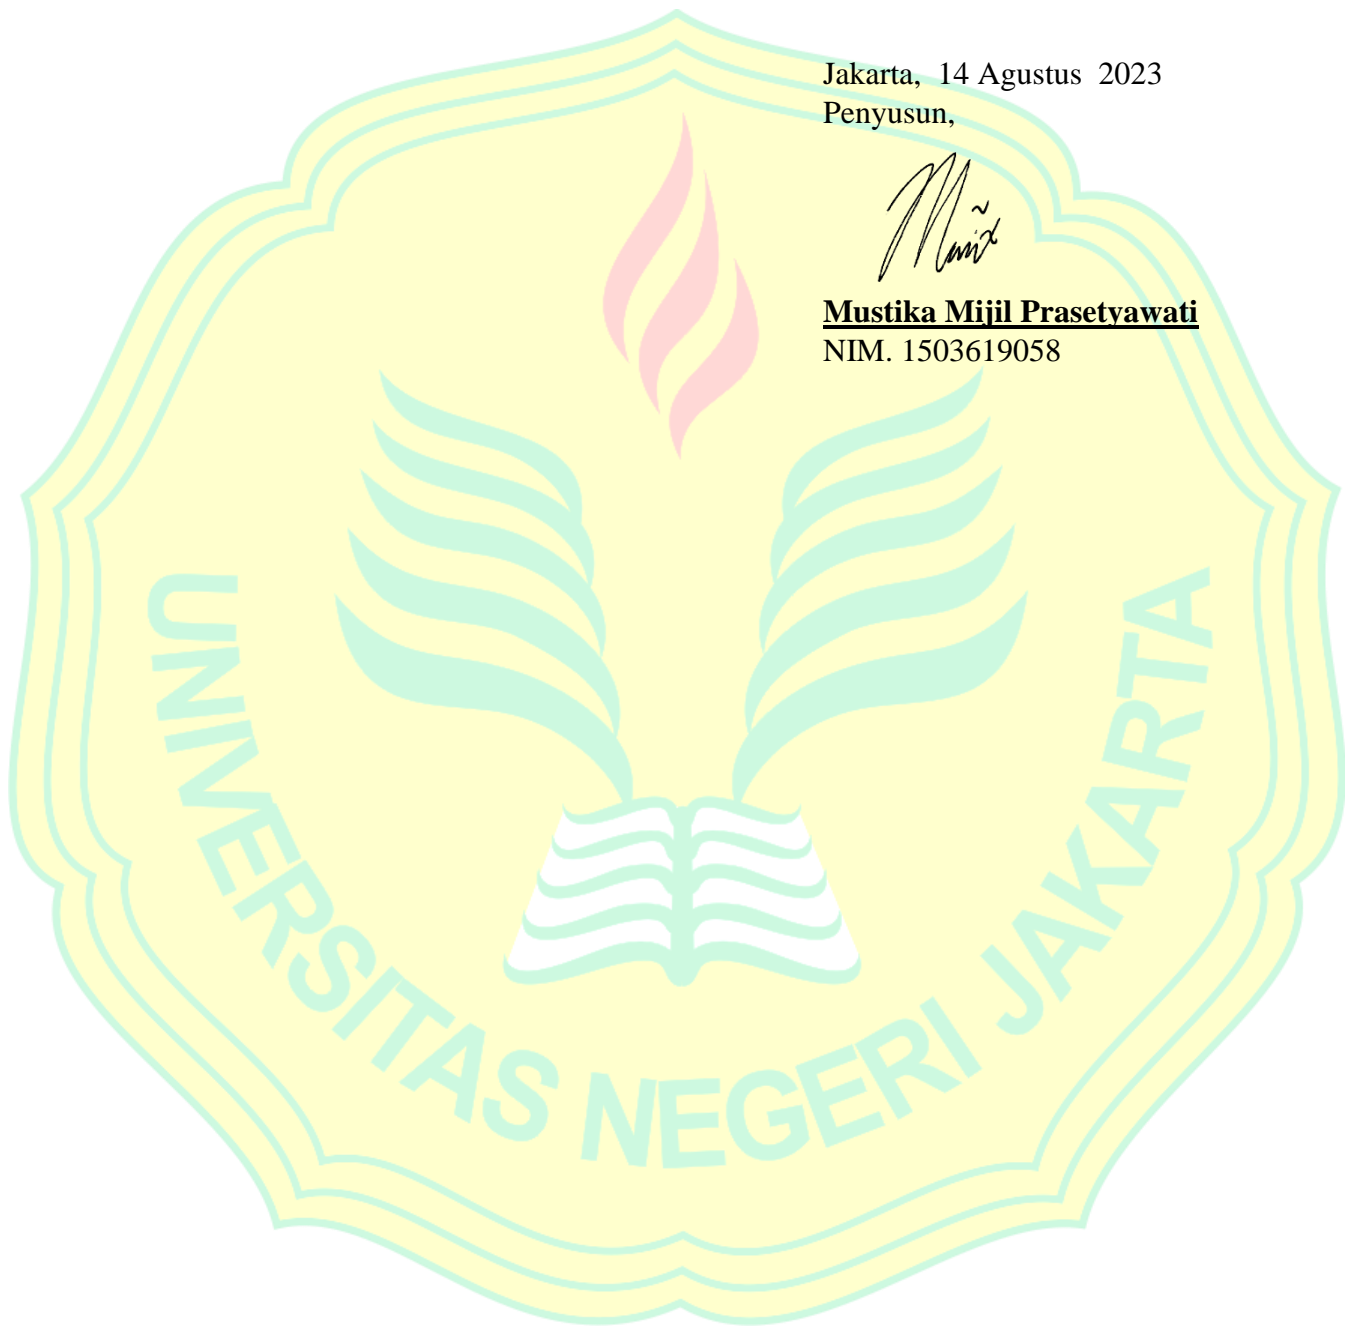 Jakarta, 14 Agustus 2023
Penyusun,
Mustika Mijil Prasetyawati
NIM. 1503619058
UNIVERSITAS NEGERI JAKARTA